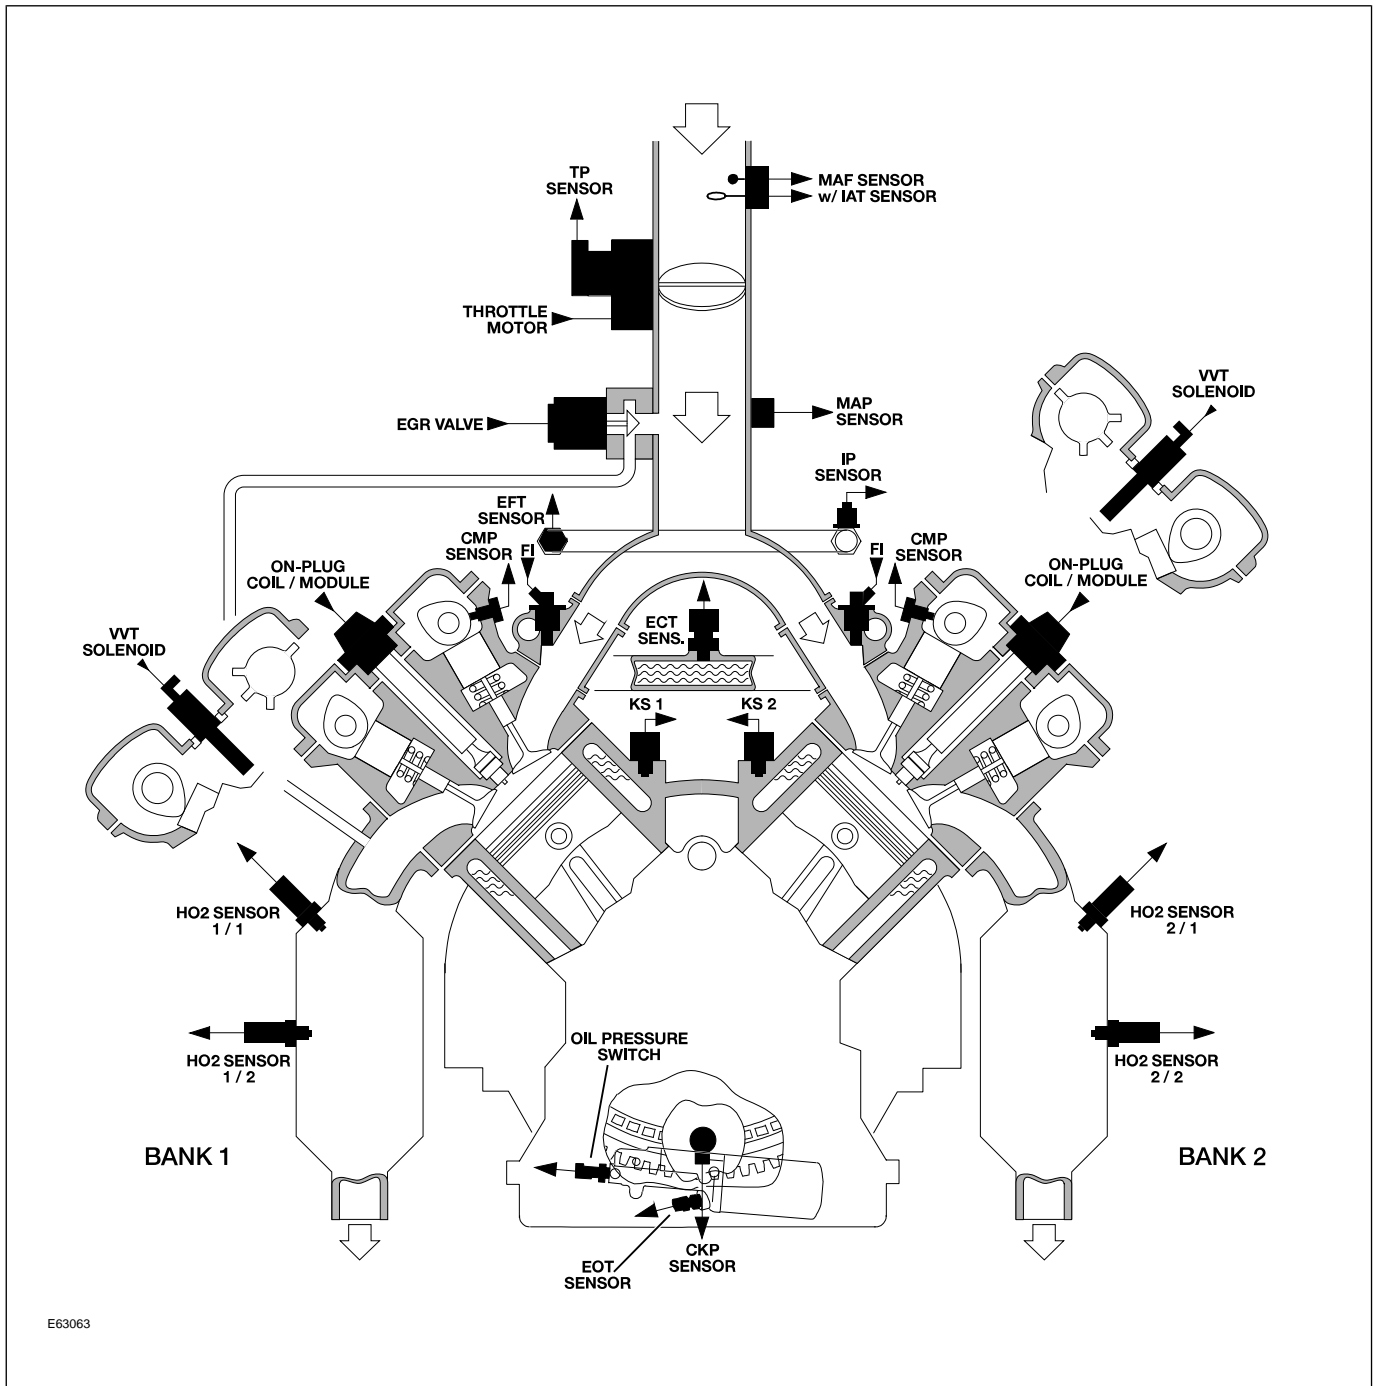 TP
SENSOR
MAF SENSOR
w/ IAT SENSOR
THROTTLE
MOTOR
VVT
SOLENOID
EGR VALVE
MAP
SENSOR
IP
SENSOR
EFT
SENSOR
CMP
SENSOR
FI
FI
CMP
SENSOR
ON-PLUG
COIL / MODULE
ON-PLUG
COIL / MODULE
ECT
SENS.
VVT
SOLENOID
KS 1
KS 2
HO2 SENSOR
1 / 1
HO2 SENSOR
2 / 1
OIL PRESSURE
SWITCH
HO2 SENSOR
1 / 2
HO2 SENSOR
2 / 2
BANK 1
BANK 2
CKP
SENSOR
EOT
SENSOR
E63063